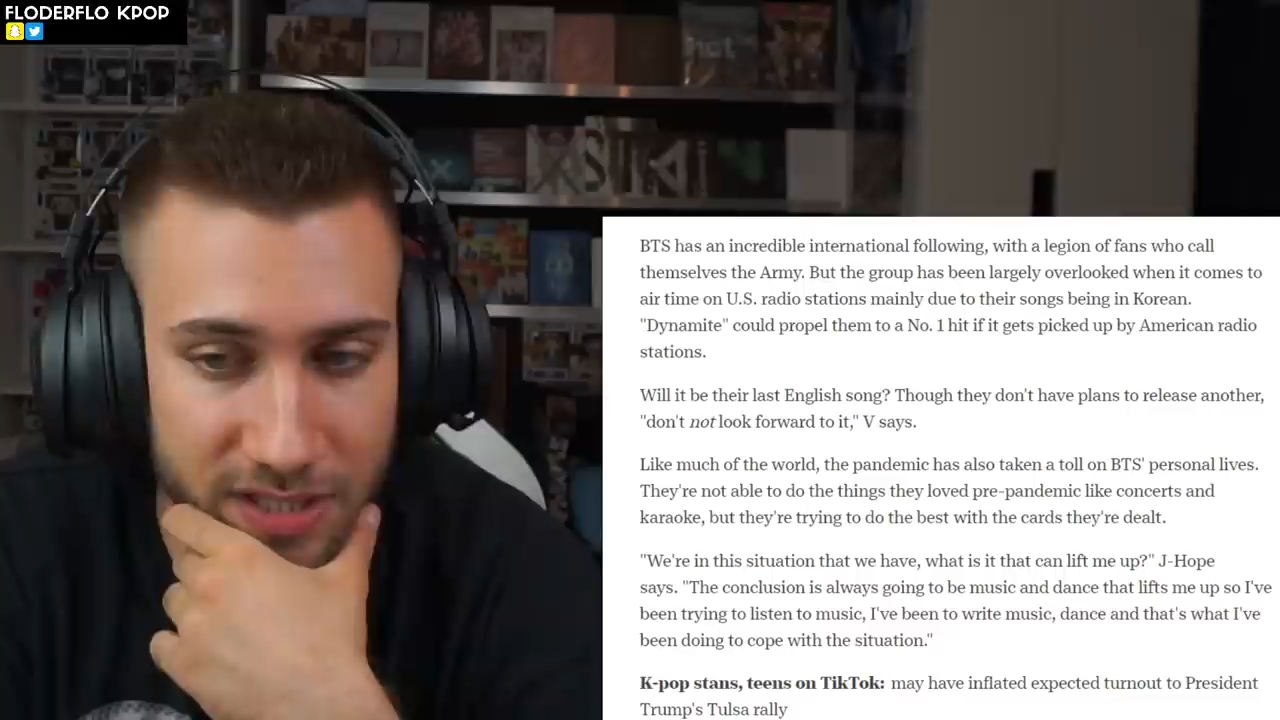 FLODERFLO KPOP
BTS has an incredible international following, with a legion of fans who call
themselves the Army. But the group has been largely overlooked when it comes to
air time on U.S. radio stations mainly due to their songs being in Korean.
"Dynamite" could propel them to a No. 1 hit if it gets picked up by American radio
stations.
Will it be their last English song? Though they don't have plans to release another,
"don't not look forward to it," V says.
Like much of the world, the pandemic has also taken a toll on BTS' personal lives.
They're not able to do the things they loved pre-pandemic like concerts and
karaoke, but they're trying to do the best with the cards they're dealt.
"We're in this situation that we have, what is it that can lift me up?" J-Hope
says. "The conclusion is always going to be music and dance that lifts me up so I've
been trying to listen to music, I've been to write music, dance and that's what I've
been doing to cope with the situation."
K-pop stans, teens on TikTok: may have inflated expected turnout to President
Trump's Tulsa rally